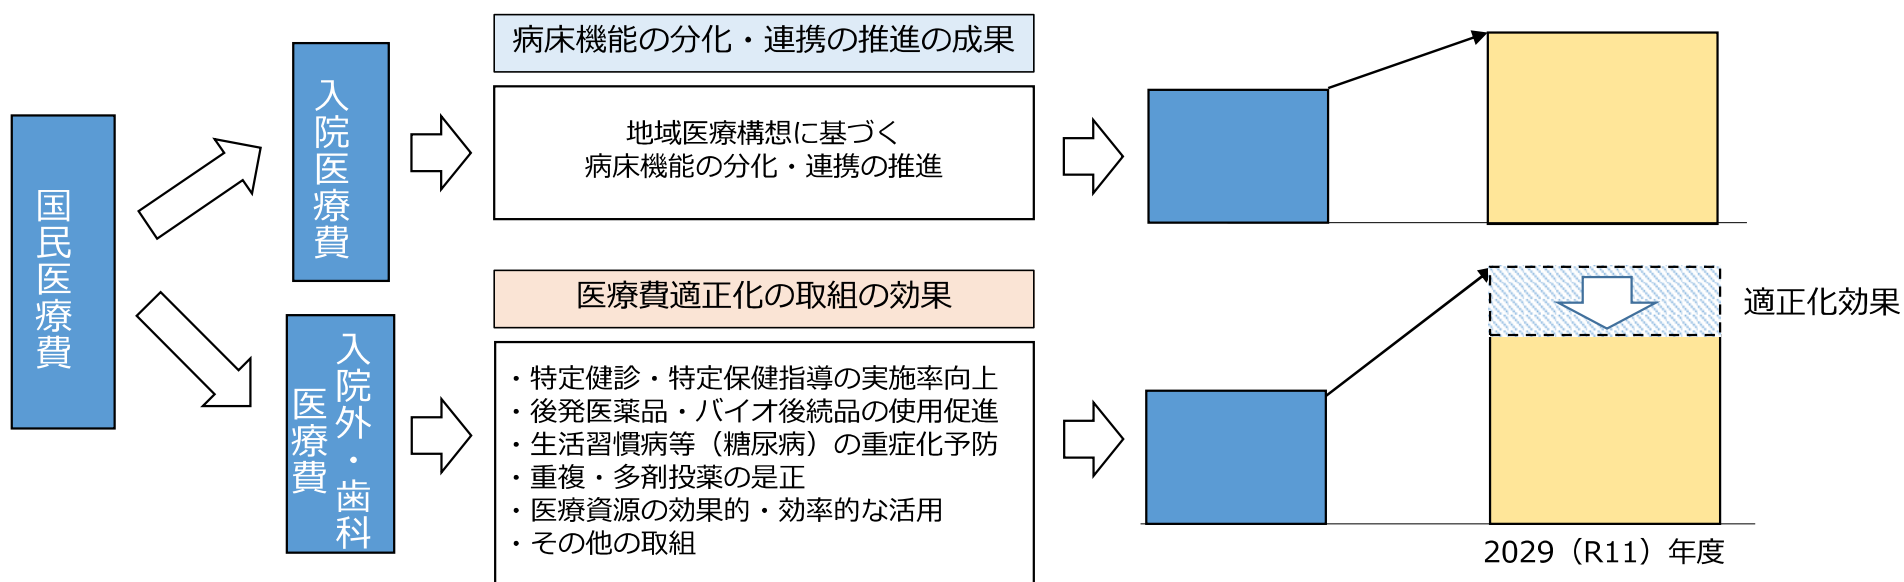 国民医療費
入院医療費
病床機能の分化・連携の推進の成果
地域医療構想に基づく
病床機能の分化・連携の推進
入院外・歯科
医療費
医療費適正化の取組の効果
・特定健診・特定保健指導の実施率向上
・後発医薬品・バイオ後続品の使用促進
・生活習慣病等（糖尿病）の重症化予防
・重複・多剤投薬の是正
・医療資源の効果的・効率的な活用
・その他の取組
適正化効果
2029（R11）年度